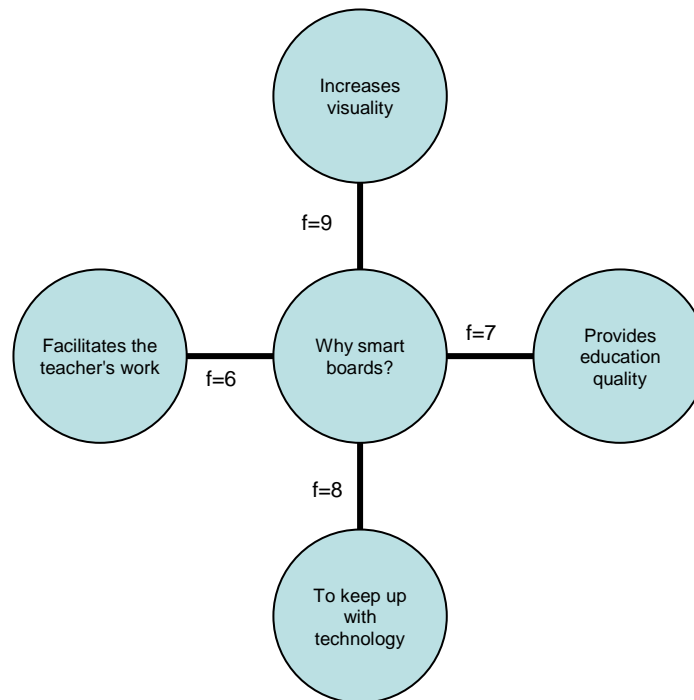 Increases
visuality
f=9
Facilitates the
teacher's work
f=6
Why smart
boards?
f=7
Provides
education
quality
f=8
To keep up
with
technology